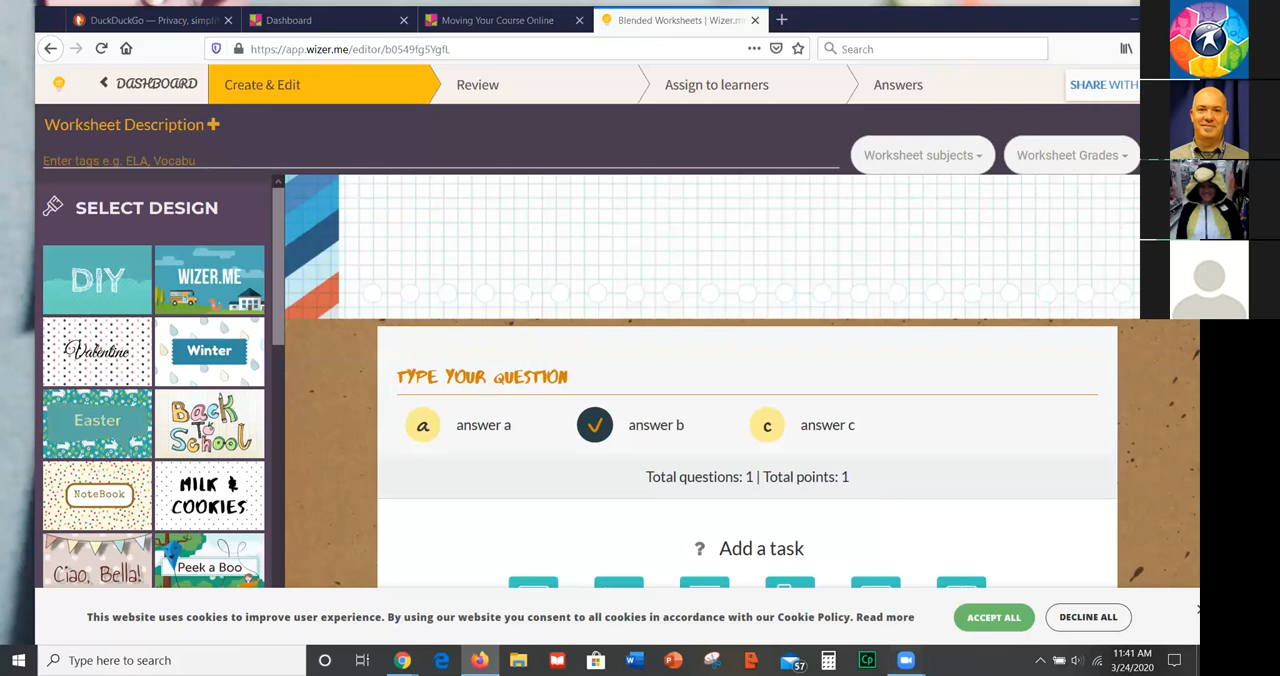 DuckDuckGo — Privacy, simpli
Dashboard
Moving Your Course Online
Blended Worksheets | Wizer.m
https://app.wizer.me/editor/b0549fg5YgfL
Search
DASHBOARD
Create & Edit
Review
Assign to learners
Answers
SHARE WITH
Worksheet Description
Enter tags e.g. ELA, Vocabu
Worksheet subjects
Worksheet Grades
SELECT DESIGN
DIY
WIZER.ME
Valentine
Winter
Easter
Back To School
NoteBook
MILK & COOKIES
Ciao, Bella!
Peek a Boo
TYPE YOUR QUESTION
a answer a
answer b
c answer c
Total questions: 1 | Total points: 1
? Add a task
This website uses cookies to improve user experience. By using our website you consent to all cookies in accordance with our Cookie Policy. Read more
ACCEPT ALL
DECLINE ALL
Type here to search
57
Cp
11:41 AM
3/24/2020